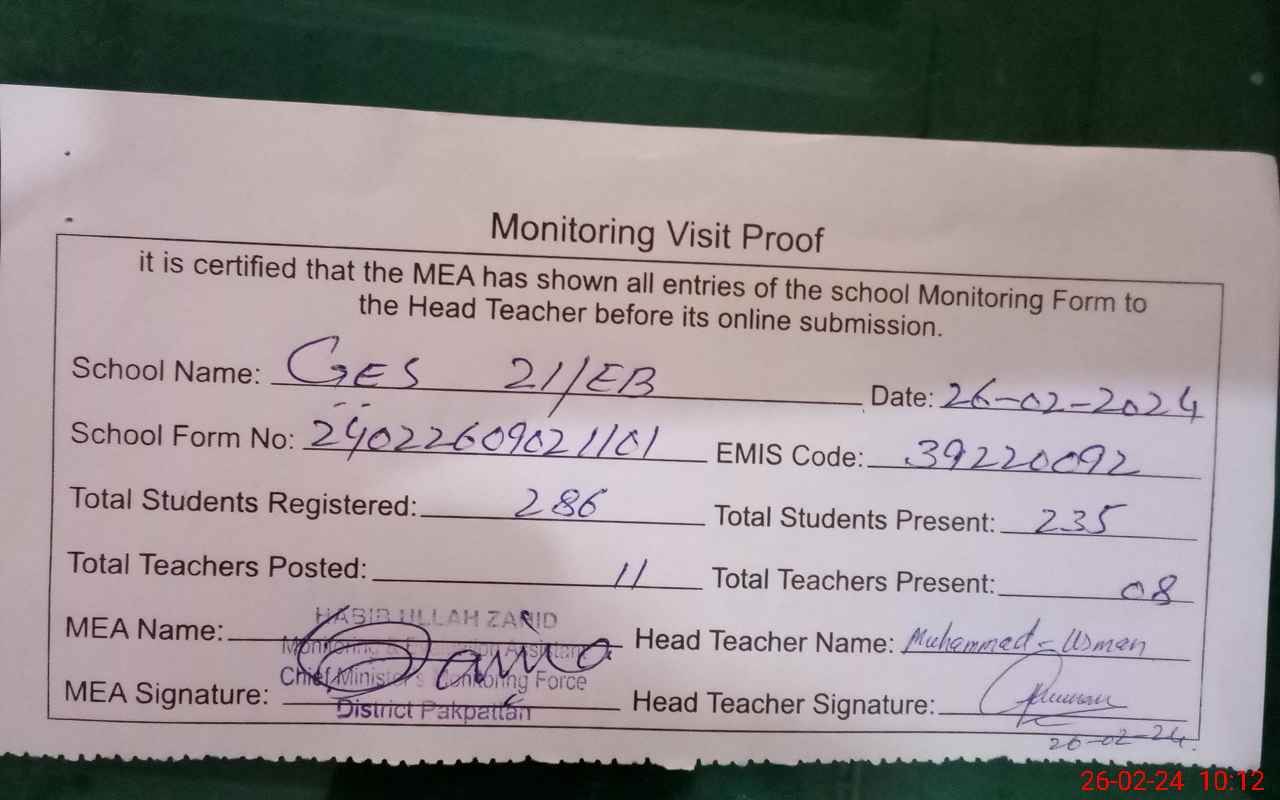 Monitoring Visit Proof
it is certified that the MEA has shown all entries of the school Monitoring Form to
the Head Teacher before its online submission.
School Name: GES 21/EB Date: 26-02-2024
School Form No: 24022609021101 EMIS Code: 39220092
Total Students Registered: 286 Total Students Present: 235
Total Teachers Posted: 11 Total Teachers Present: 08
HABIB ULLAH ZAHID
MEA Name: Head Teacher Name: Muhammad-Usman
Monitoring & Evaluation Assistant
Chief Minister's Monitoring Force
MEA Signature: Head Teacher Signature:
District Pakpattan
26-02-24.
26-02-24 10:12